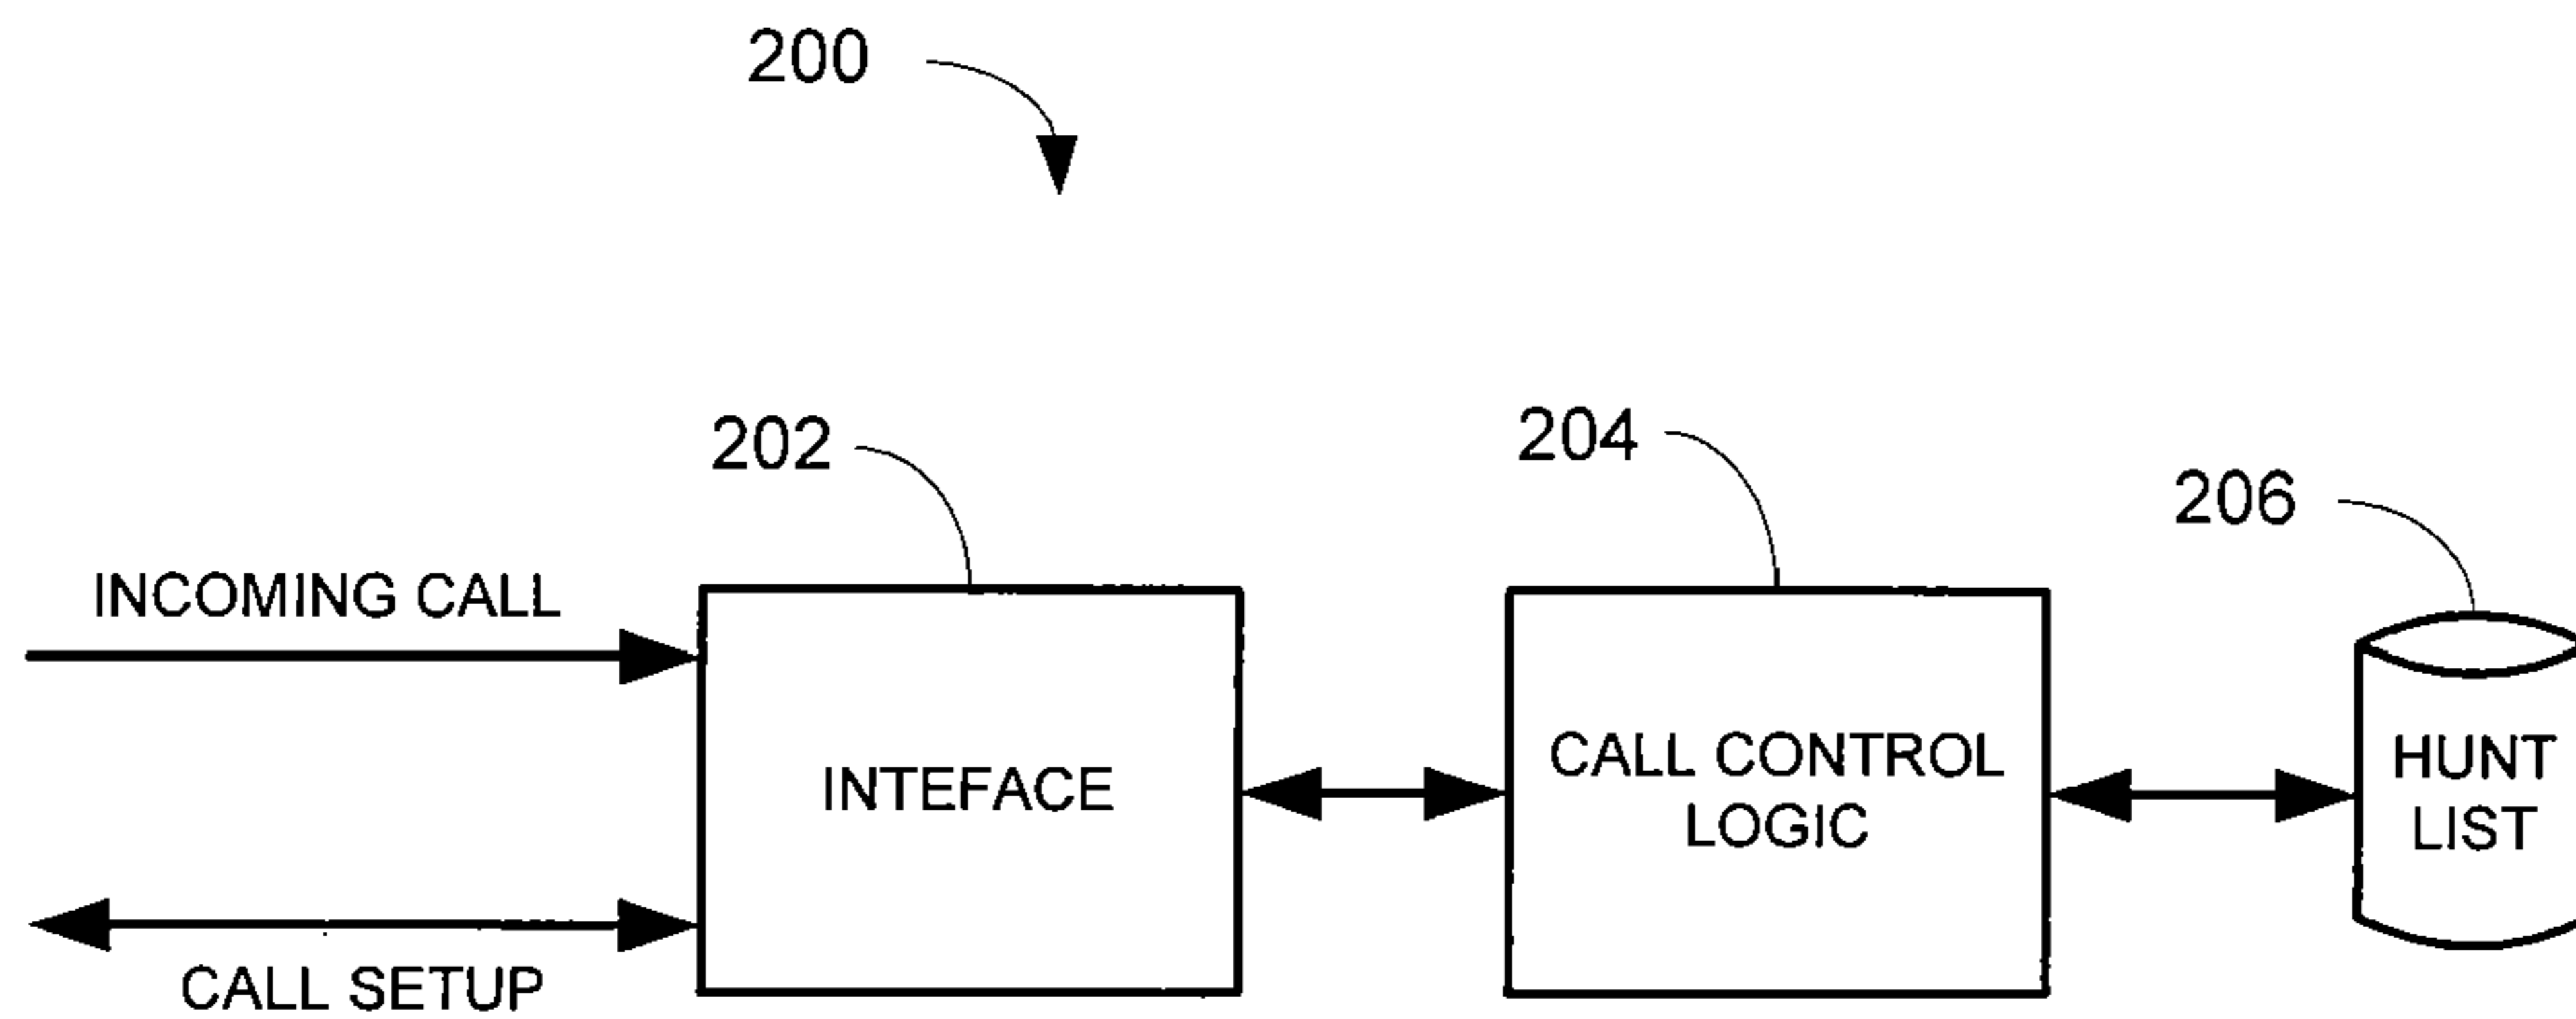 200
202
204
206
INCOMING CALL
INTEFACE
CALL CONTROL
LOGIC
HUNT
LIST
CALL SETUP